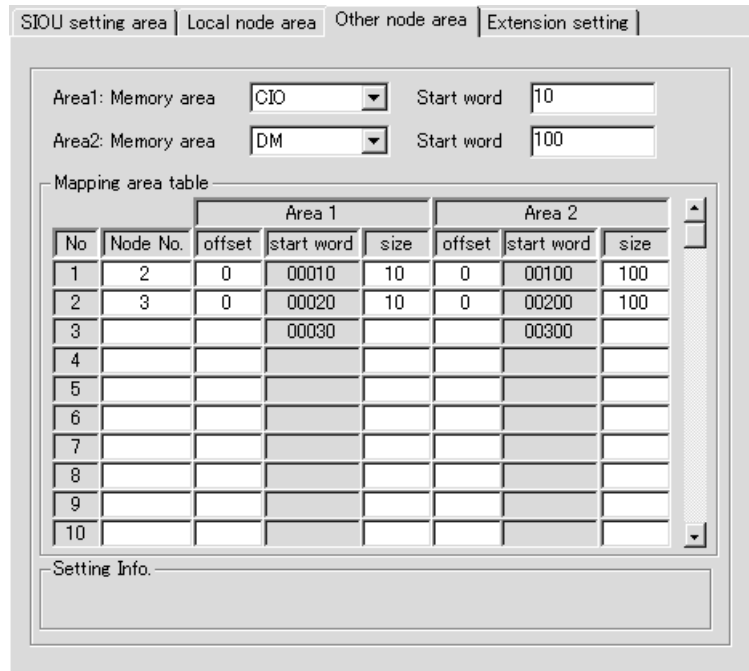 SIOU setting area Local node area Other node area Extension setting
Area1: Memory area CIO Start word 10
Area2: Memory area DM Start word 100
Mapping area table
Area 1 Area 2
No Node No. offset start word size offset start word size
1 2 0 00010 10 0 00100 100
2 3 0 00020 10 0 00200 100
3 00030 00300
4
5
6
7
8
9
10
Setting Info.